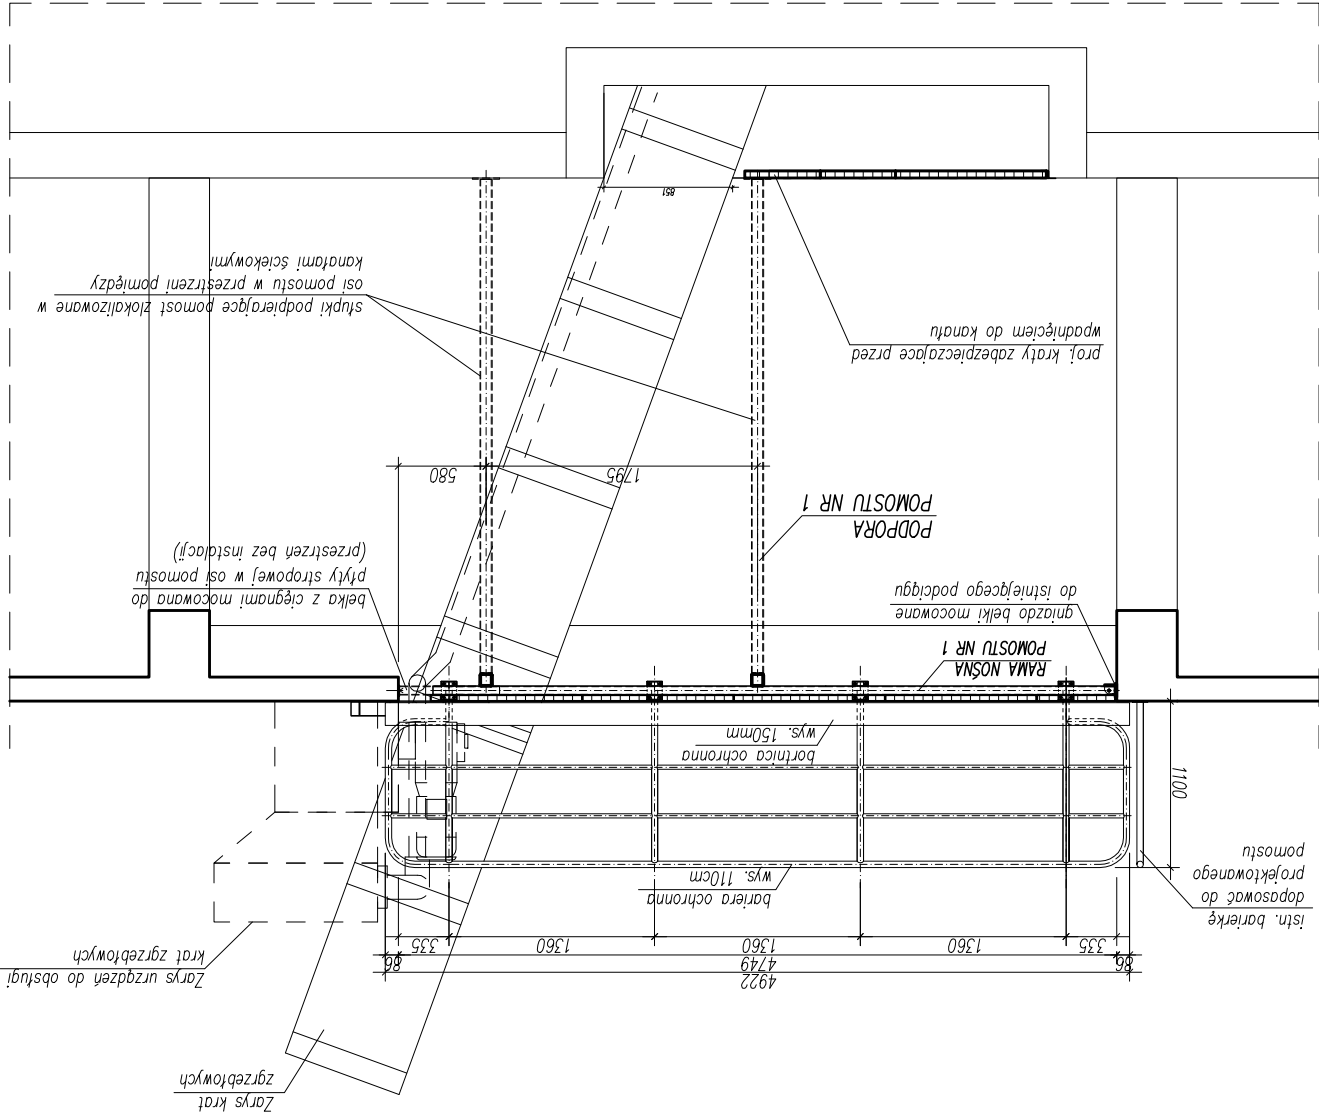 Zarys krat
zgrzebłowych
Zarys urządzeń do obsługi
krat zgrzebłowych
4922
86
4749
86
335
1360
1360
1360
335
istn. barierkę
dopasować do
projektowanego
pomostu
bariera ochronna
wys. 110cm
1100
bortnica ochronna
wys. 150mm
RAMA NOŚNA
POMOSTU NR 1
gniazdo belki mocowane
do istniejącego podciągu
belka z cięgnami mocowana do
płyty stropowej w osi pomostu
(przestrzeń bez instalacji)
PODPORA
POMOSTU NR 1
1795
580
proj. kraty zabezpieczające przed
wpadnięciem do kanału
słupki podpierające pomost zlokalizowane w
osi pomostu w przestrzeni pomiędzy
kanałami ściekowymi
851